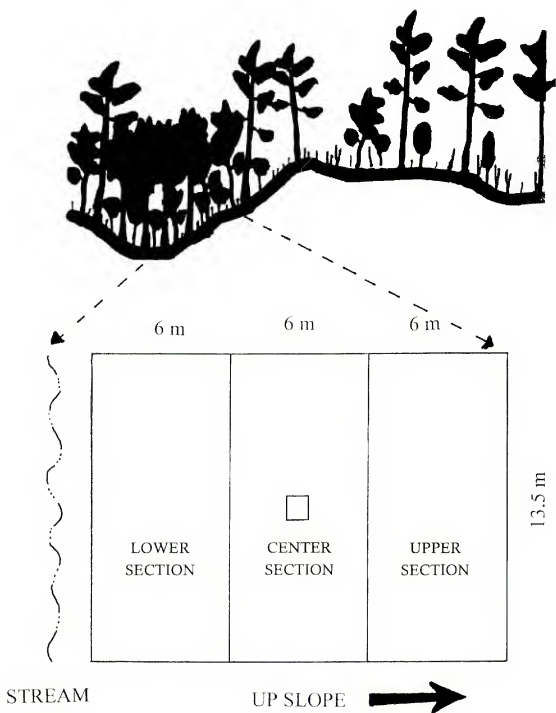 6 m 6 m 6 m
13.5 m
LOWER SECTION
CENTER SECTION
UPPER SECTION
STREAM UP SLOPE